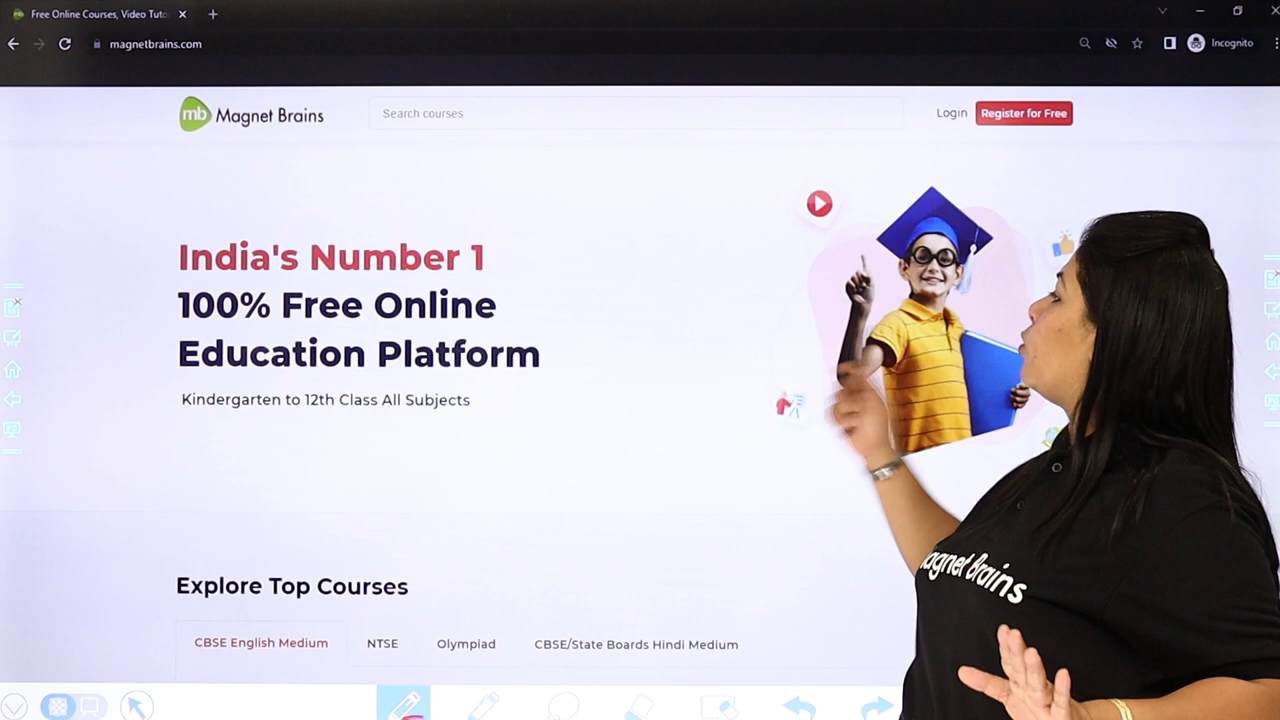 Free Online Courses, Video Tuto
magnetbrains.com
Incognito
mb Magnet Brains
Search courses
Login
Register for Free
India's Number 1
100% Free Online
Education Platform
Kindergarten to 12th Class All Subjects
agnet Brains
Explore Top Courses
CBSE English Medium
NTSE
Olympiad
CBSE/State Boards Hindi Medium